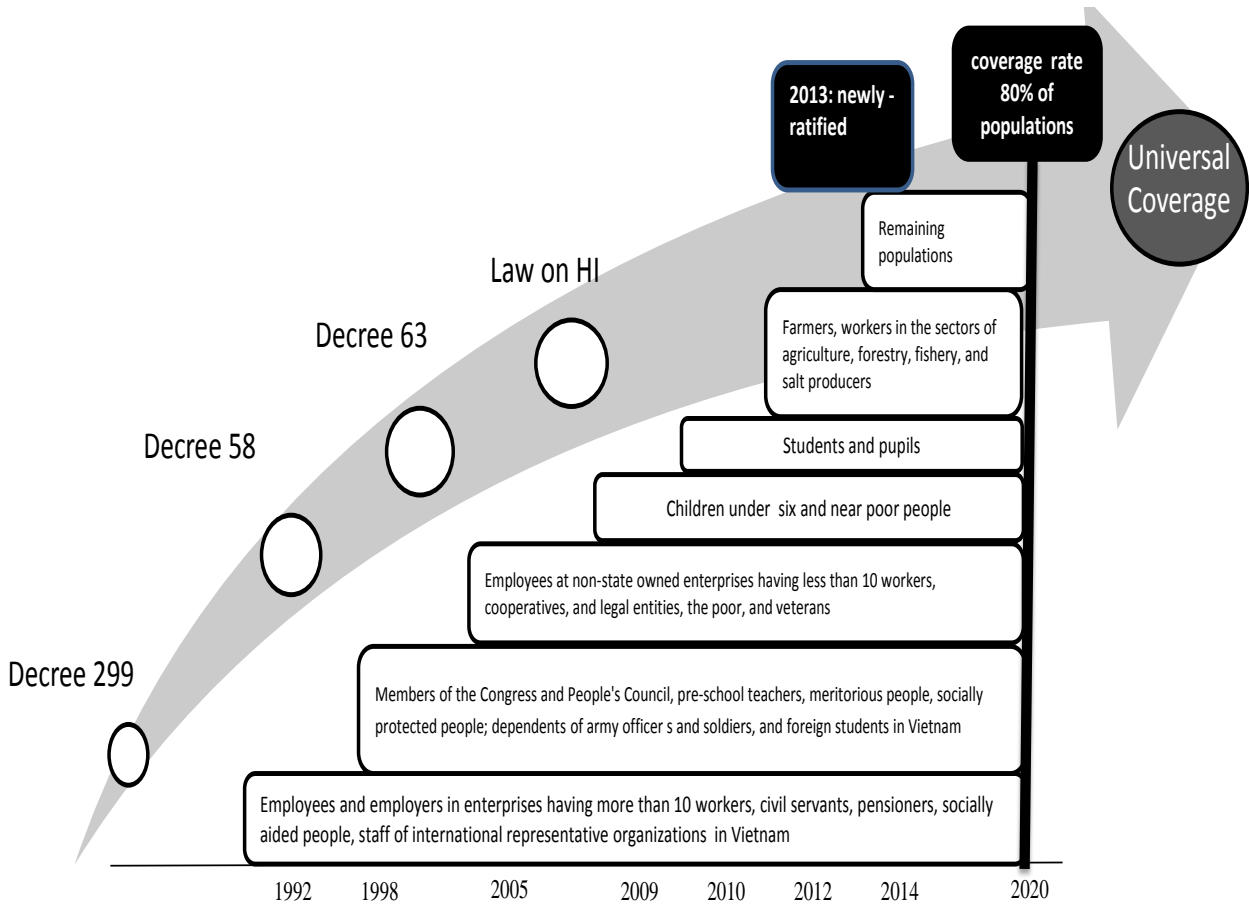 coverage rate
80% of
populations
2013: newly -
ratified
Universal
Coverage
Remaining
populations
Law on HI
Farmers, workers in the sectors of
agriculture, forestry, fishery, and
salt producers
Decree 63
Decree 58
Students and pupils
Children under six and near poor people
Employees at non-state owned enterprises having less than 10 workers,
cooperatives, and legal entities, the poor, and veterans
Decree 299
Members of the Congress and People's Council, pre-school teachers, meritorious people, socially
protected people; dependents of army officer s and soldiers, and foreign students in Vietnam
Employees and employers in enterprises having more than 10 workers, civil servants, pensioners, socially
aided people, staff of international representative organizations in Vietnam
1992 1998 2005 2009 2010 2012 2014 2020